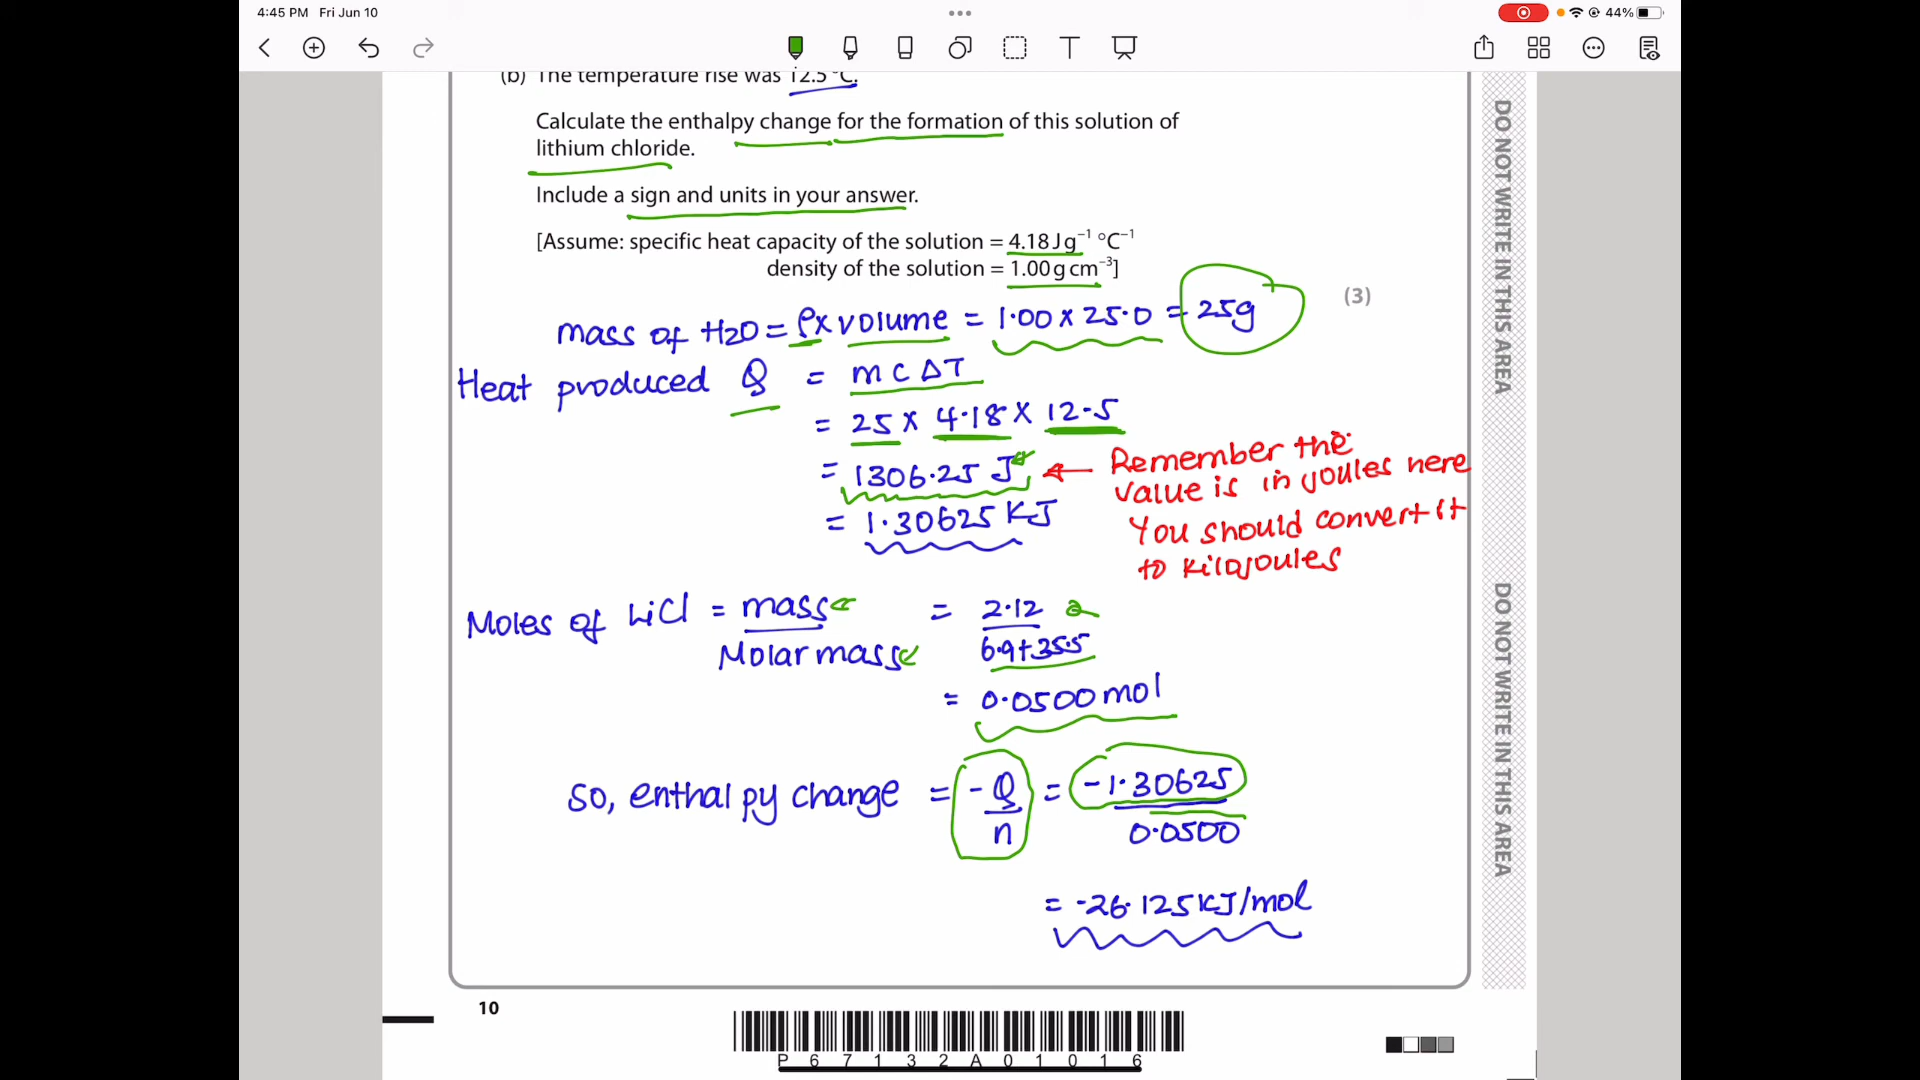 4:45 PM Fri Jun 10
44%
(b) The temperature rise was 12.5 °C.
Calculate the enthalpy change for the formation of this solution of
lithium chloride.
Include a sign and units in your answer.
[Assume: specific heat capacity of the solution = 4.18 J g⁻¹ °C⁻¹
density of the solution = 1.00 g cm⁻³]
(3)
mass of H2O = ρ x volume = 1.00 x 25.0 = 25g
Heat produced Q = m c ΔT
= 25 x 4.18 x 12.5
= 1306.25 J ← Remember the
value is in joules here
= 1.30625 KJ
You should convert it
to kilojoules
Moles of LiCl = mass / Molar mass = 2.12 / 6.9+35.5
= 0.0500 mol
So, enthalpy change = -Q / n = -1.30625 / 0.0500
= -26.125 KJ/mol
10
P 6 7 1 3 2 A 0 1 0 1 6
DO NOT WRITE IN THIS AREA
DO NOT WRITE IN THIS AREA